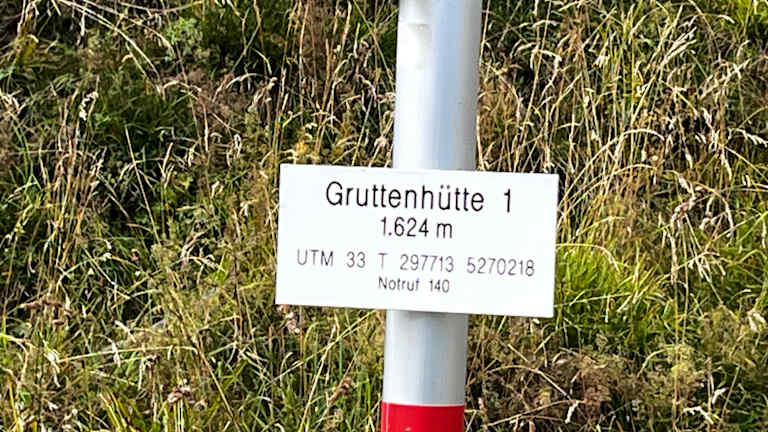 Gruttenhütte 1
1.624 m
UTM 33 T 297713 5270218
Notruf 140